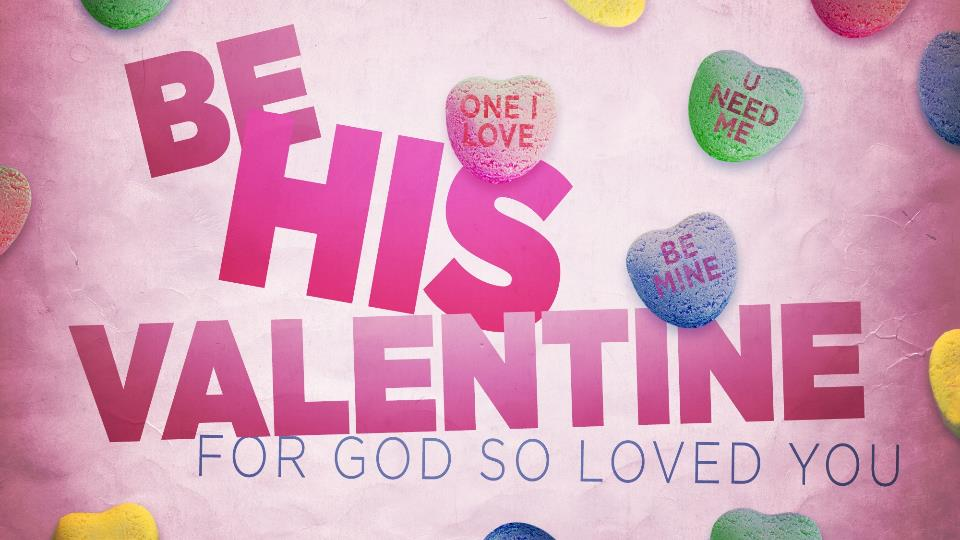 BE
HIS
VALENTINE
FOR GOD SO LOVED YOU
ONE I
LOVE
U
NEED
ME
BE
MINE